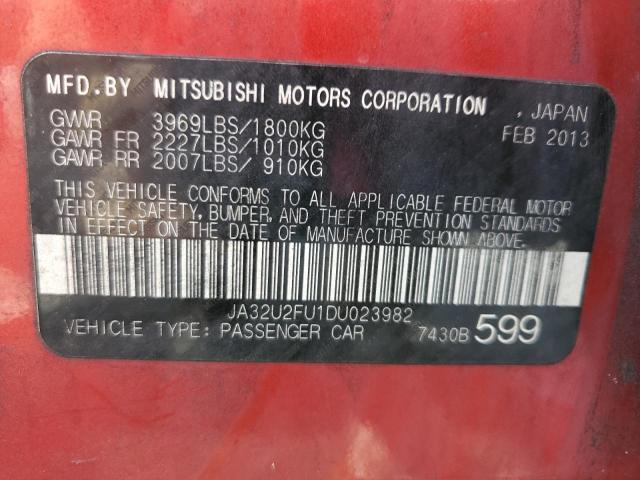 MFD.BY MITSUBISHI MOTORS CORPORATION , JAPAN
GVWR 3969LBS/1800KG FEB 2013
GAWR FR 2227LBS/1010KG
GAWR RR 2007LBS/ 910KG
THIS VEHICLE CONFORMS TO ALL APPLICABLE FEDERAL MOTOR
VEHICLE SAFETY, BUMPER, AND THEFT PREVENTION STANDARDS
IN EFFECT ON THE DATE OF MANUFACTURE SHOWN ABOVE.
JA32U2FU1DU023982
VEHICLE TYPE: PASSENGER CAR 7430B 599